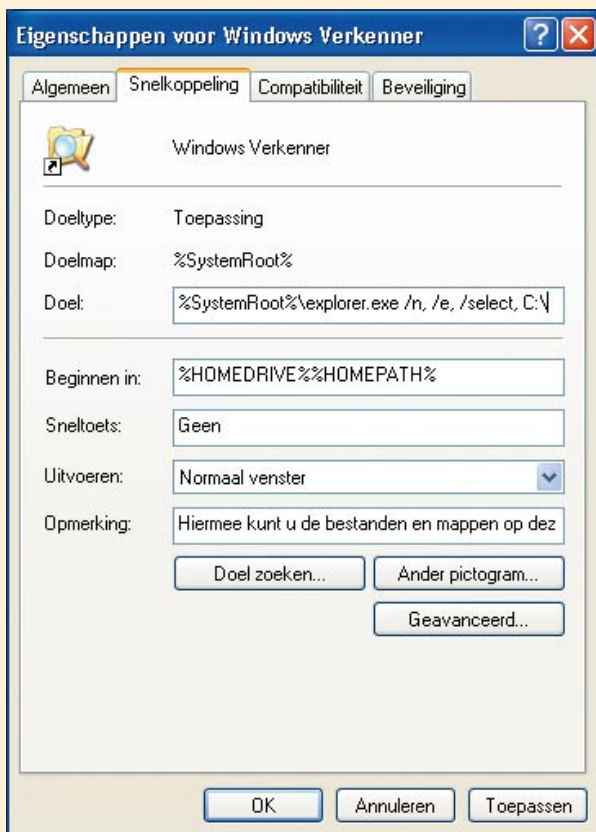 Eigenschappen voor Windows Verkenner
Algemeen Snelkoppeling Compatibiliteit Beveiliging
Windows Verkenner
Doeltype: Toepassing
Doelmap: %SystemRoot%
Doel: %SystemRoot%\explorer.exe /n, /e, /select, C:\
Beginnen in: %HOMEDRIVE%%HOMEPATH%
Sneltoets: Geen
Uitvoeren: Normaal venster
Opmerking: Hiermee kunt u de bestanden en mappen op dez
Doel zoeken... Ander pictogram...
Geavanceerd...
OK Annuleren Toepassen